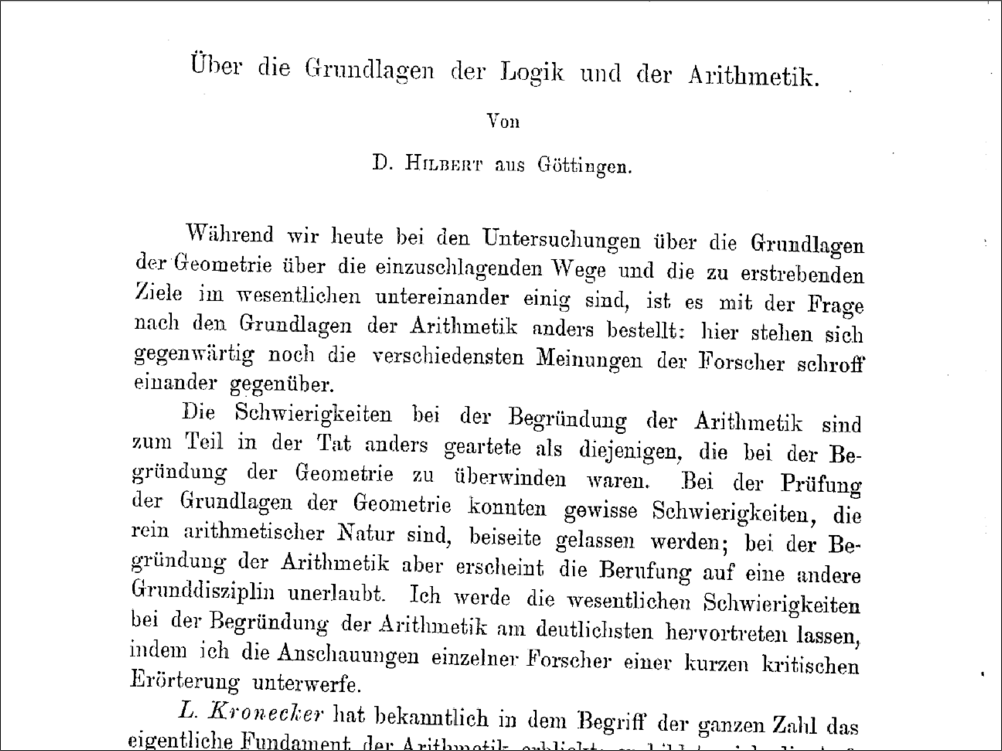 Über die Grundlagen der Logik und der Arithmetik.
Von
D. HILBERT aus Göttingen.
Während wir heute bei den Untersuchungen über die Grundlagen
der Geometrie über die einzuschlagenden Wege und die zu erstrebenden
Ziele im wesentlichen untereinander einig sind, ist es mit der Frage
nach den Grundlagen der Arithmetik anders bestellt: hier stehen sich
gegenwärtig noch die verschiedensten Meinungen der Forscher schroff
einander gegenüber.
Die Schwierigkeiten bei der Begründung der Arithmetik sind
zum Teil in der Tat anders geartete als diejenigen, die bei der Be-
gründung der Geometrie zu überwinden waren. Bei der Prüfung
der Grundlagen der Geometrie konnten gewisse Schwierigkeiten, die
rein arithmetischer Natur sind, beiseite gelassen werden; bei der Be-
gründung der Arithmetik aber erscheint die Berufung auf eine andere
Grunddisziplin unerlaubt. Ich werde die wesentlichen Schwierigkeiten
bei der Begründung der Arithmetik am deutlichsten hervortreten lassen,
indem ich die Anschauungen einzelner Forscher einer kurzen kritischen
Erörterung unterwerfe.
L. Kronecker hat bekanntlich in dem Begriff der ganzen Zahl das
eigentliche Fundament der Arithmetik